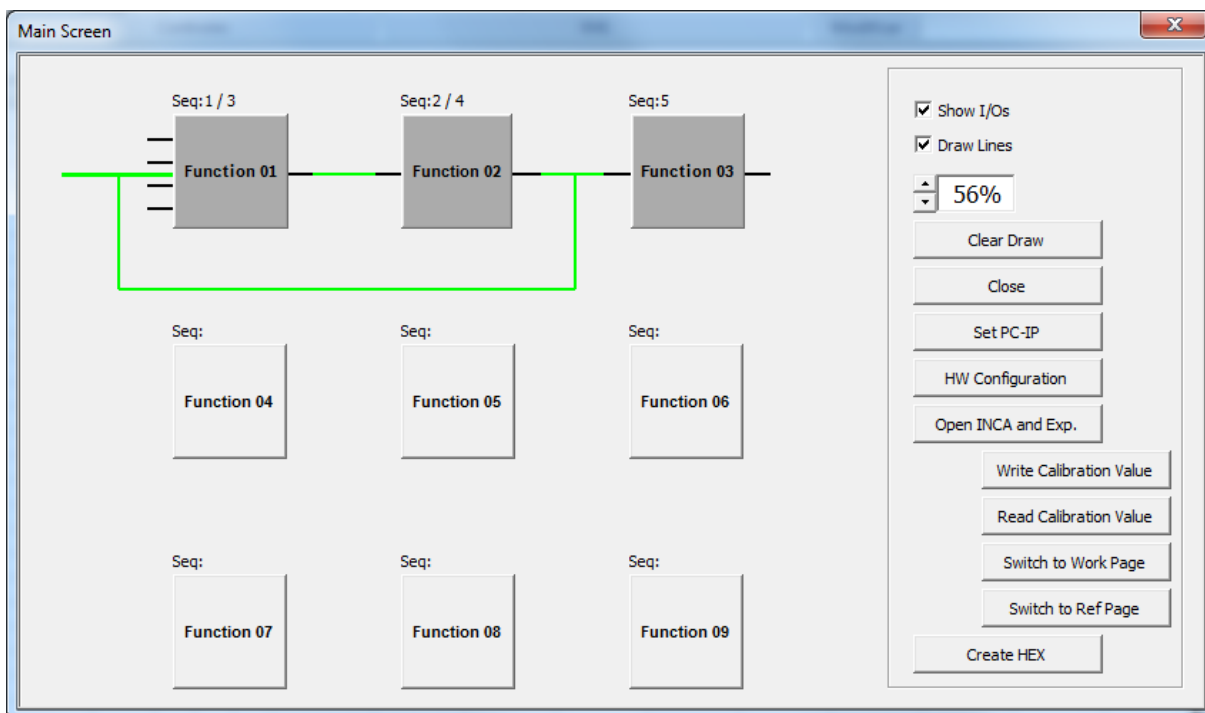 Main Screen
Seq:1 / 3
Seq:2 / 4
Seq:5
Function 01
Function 02
Function 03
Seq:
Seq:
Seq:
Function 04
Function 05
Function 06
Seq:
Seq:
Seq:
Function 07
Function 08
Function 09
Show I/Os
Draw Lines
56%
Clear Draw
Close
Set PC-IP
HW Configuration
Open INCA and Exp.
Write Calibration Value
Read Calibration Value
Switch to Work Page
Switch to Ref Page
Create HEX